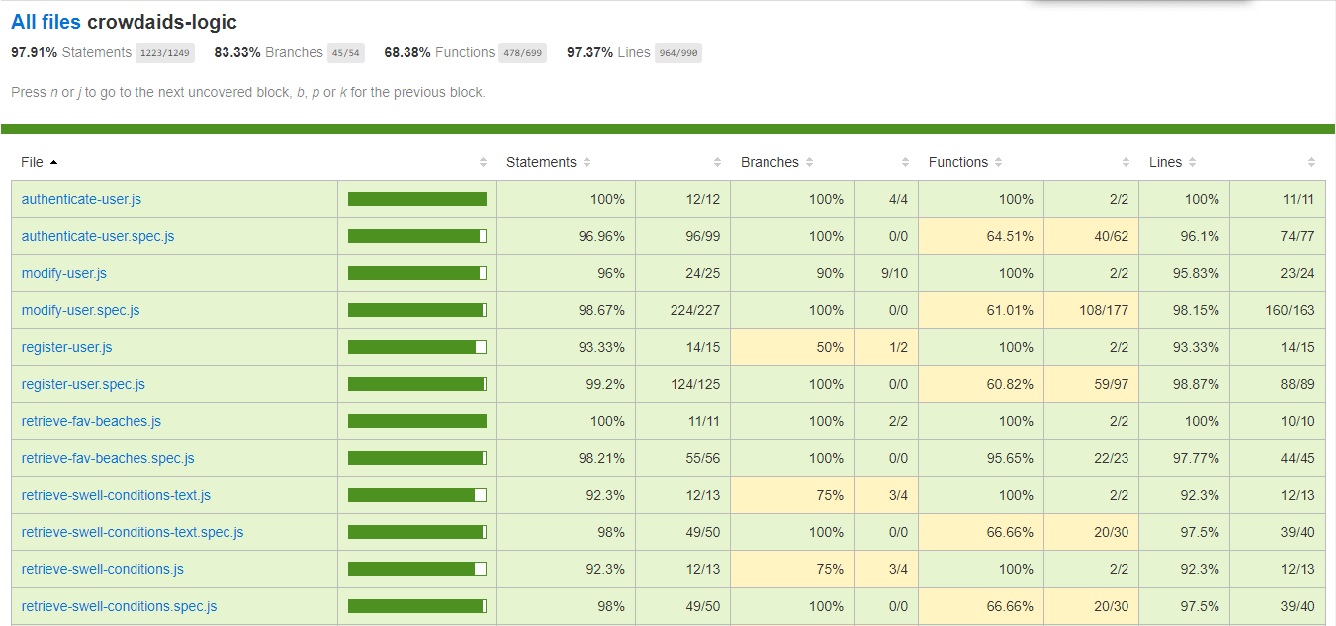 All files crowdaids-logic
97.91% Statements 1223/1249 83.33% Branches 45/54 68.38% Functions 478/699 97.37% Lines 964/990
Press n or j to go to the next uncovered block, b, p or k for the previous block.
File Statements Branches Functions Lines
authenticate-user.js 100% 12/12 100% 4/4 100% 2/2 100% 11/11
authenticate-user.spec.js 96.96% 96/99 100% 0/0 64.51% 40/62 96.1% 74/77
modify-user.js 96% 24/25 90% 9/10 100% 2/2 95.83% 23/24
modify-user.spec.js 98.67% 224/227 100% 0/0 61.01% 108/177 98.15% 160/163
register-user.js 93.33% 14/15 50% 1/2 100% 2/2 93.33% 14/15
register-user.spec.js 99.2% 124/125 100% 0/0 60.82% 59/97 98.87% 88/89
retrieve-fav-beaches.js 100% 11/11 100% 2/2 100% 2/2 100% 10/10
retrieve-fav-beaches.spec.js 98.21% 55/56 100% 0/0 95.65% 22/23 97.77% 44/45
retrieve-swell-conditions-text.js 92.3% 12/13 75% 3/4 100% 2/2 92.3% 12/13
retrieve-swell-conditions-text.spec.js 98% 49/50 100% 0/0 66.66% 20/30 97.5% 39/40
retrieve-swell-conditions.js 92.3% 12/13 75% 3/4 100% 2/2 92.3% 12/13
retrieve-swell-conditions.spec.js 98% 49/50 100% 0/0 66.66% 20/30 97.5% 39/40